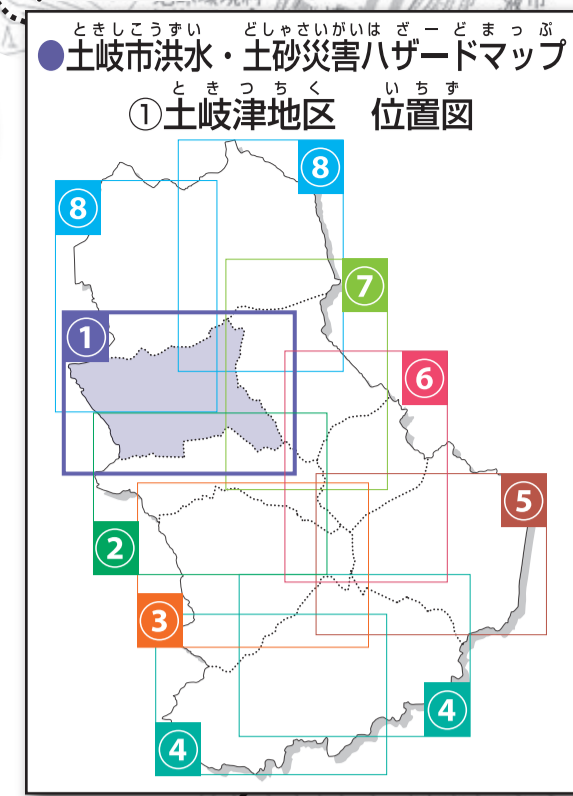 ときしこうずい どしゃさいがいはざーどまっぷ
●土岐市洪水・土砂災害ハザードマップ
ときつちく いちず
①土岐津地区 位置図
⑧
⑧
⑦
①
⑥
⑤
②
③
④
④